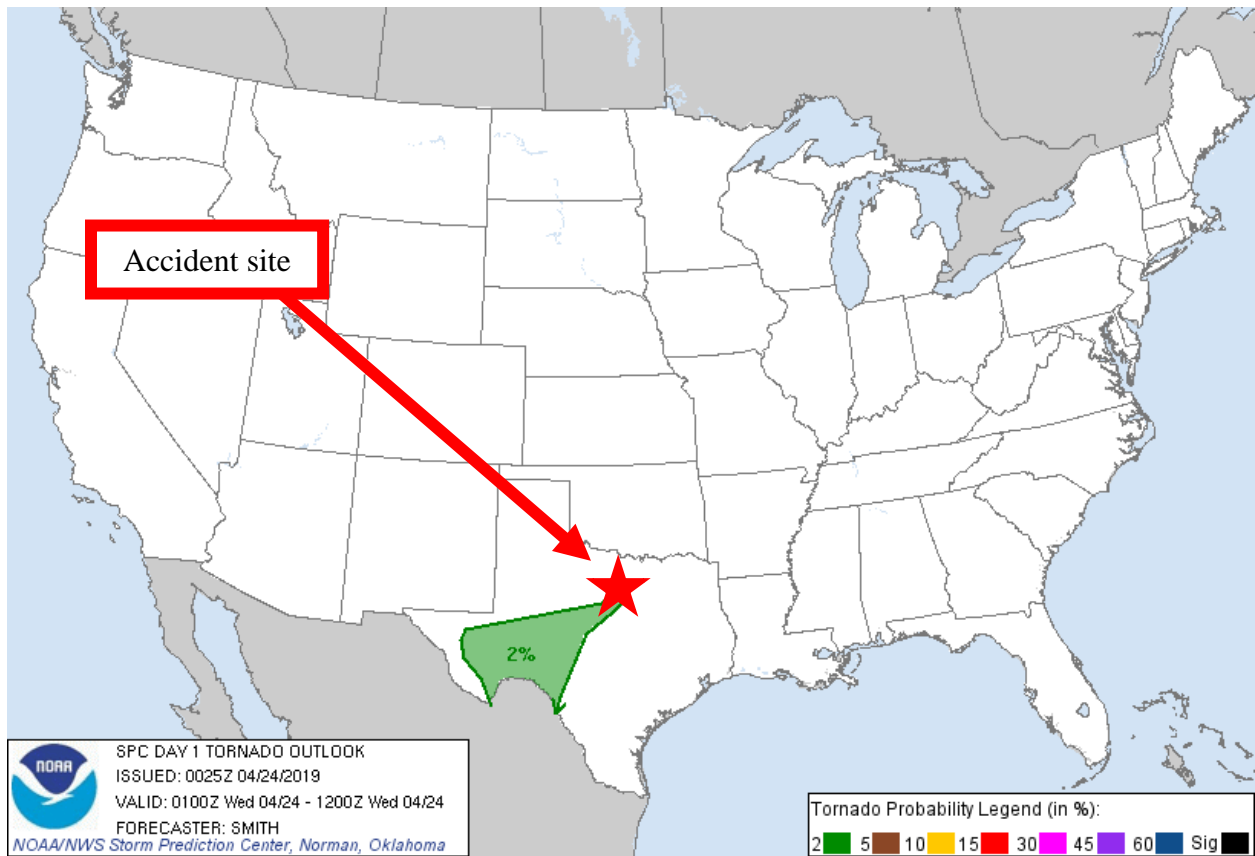 Accident site
2%
NOAA
SPC DAY 1 TORNADO OUTLOOK
ISSUED: 0025Z 04/24/2019
VALID: 0100Z Wed 04/24 - 1200Z Wed 04/24
FORECASTER: SMITH
NOAA/NWS Storm Prediction Center, Norman, Oklahoma
Tornado Probability Legend (in %):
2 5 10 15 30 45 60 Sig